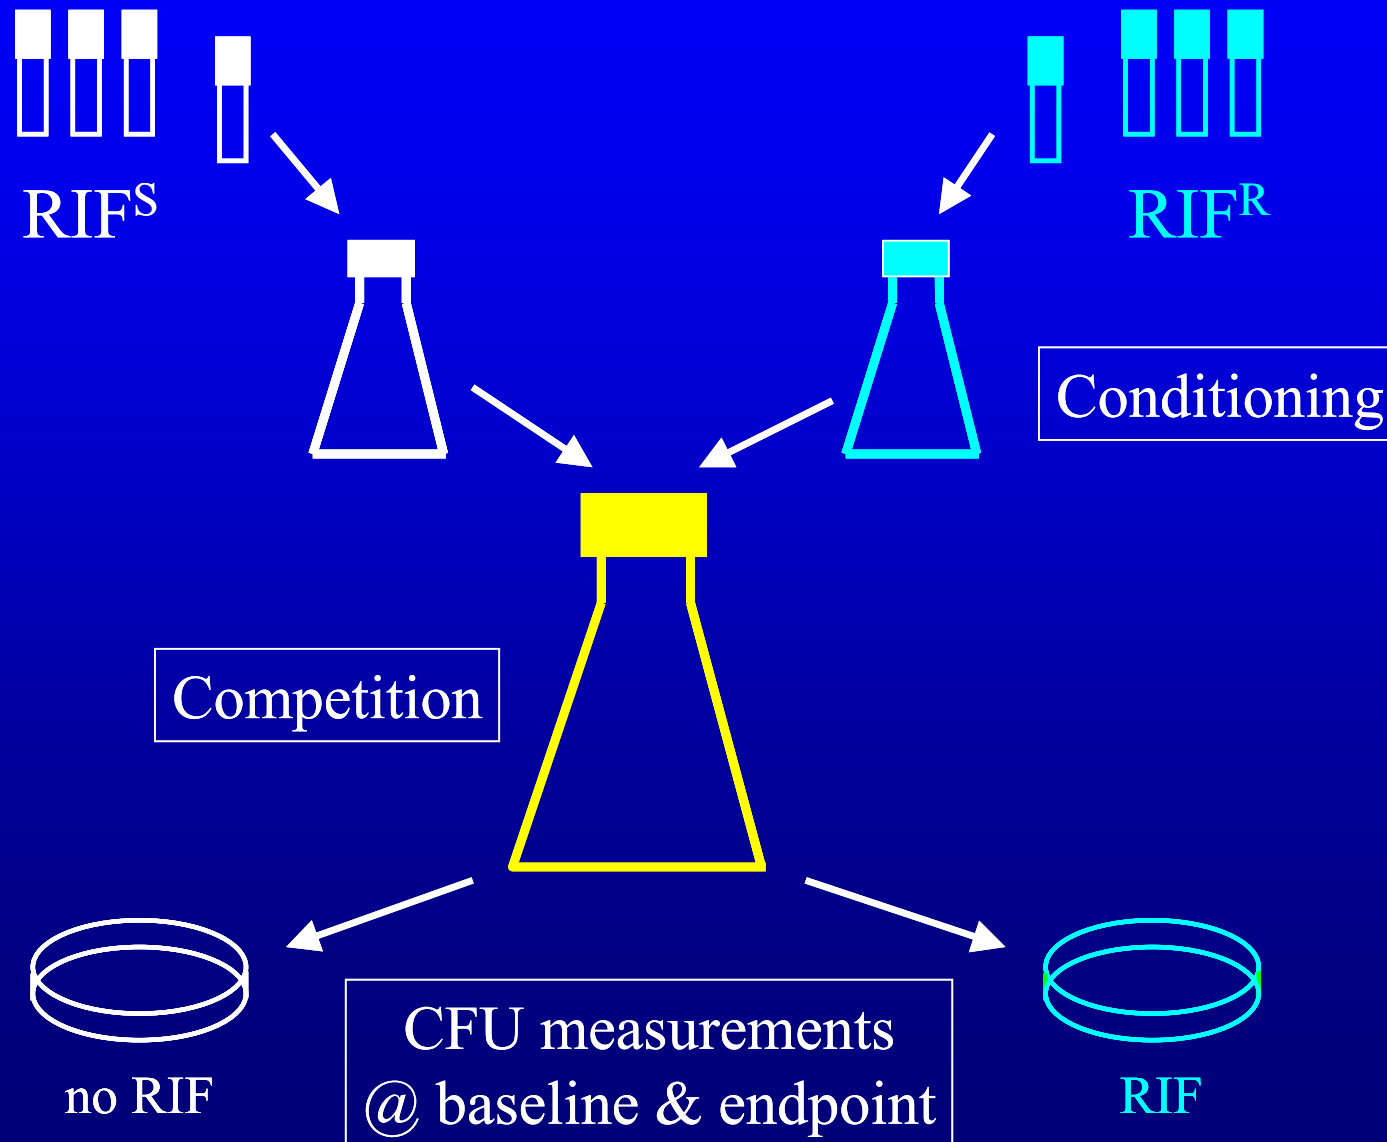 RIFS
RIFR
Conditioning
Competition
CFU measurements
@ baseline & endpoint
no RIF
RIF